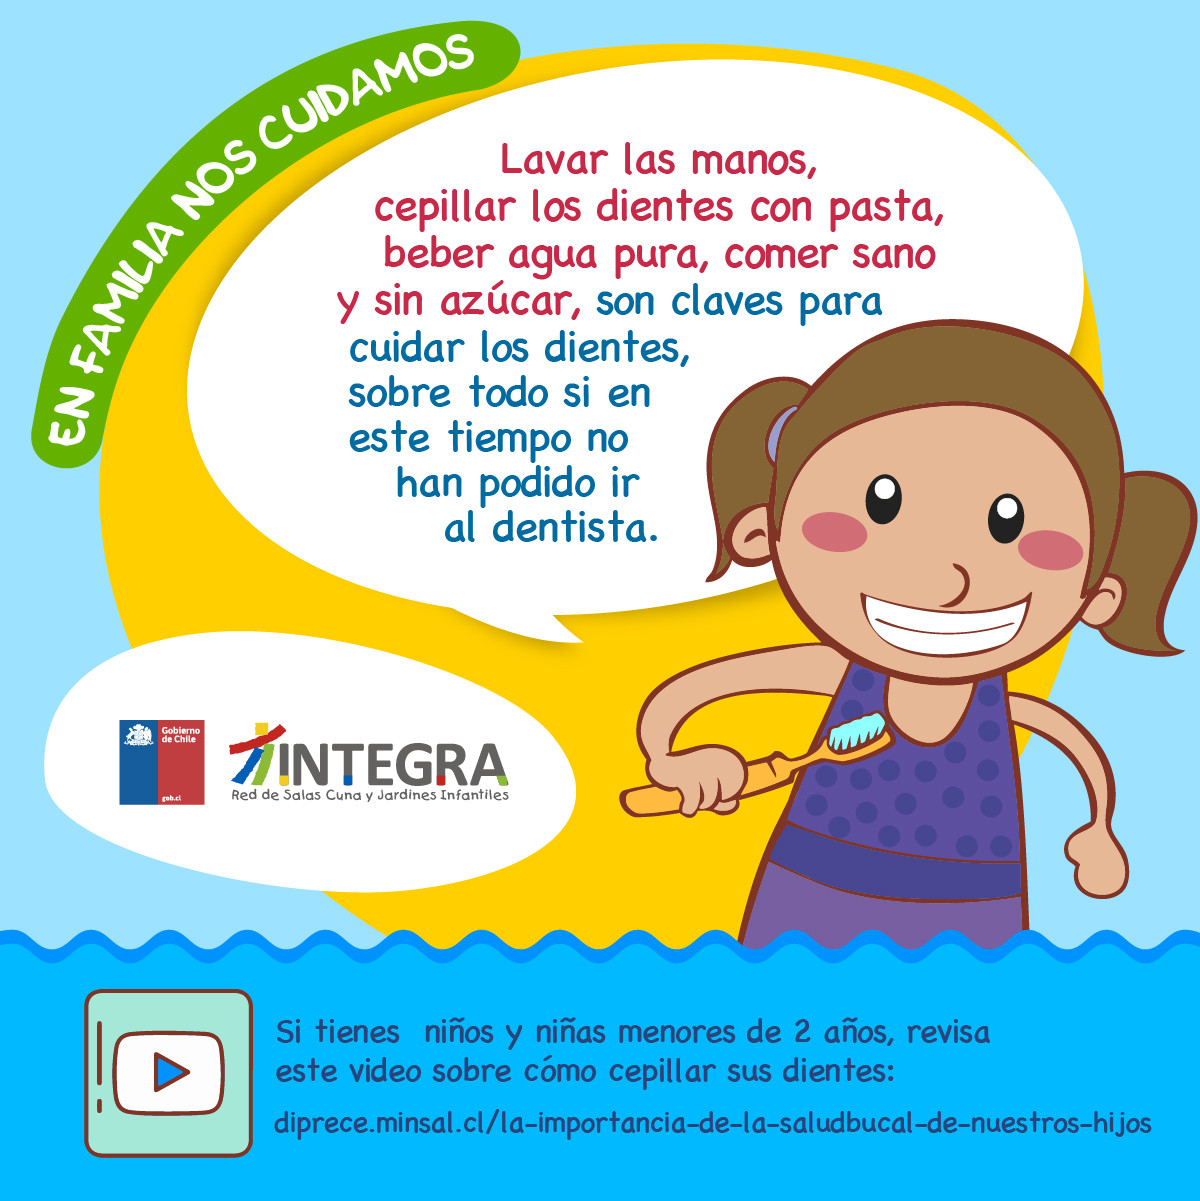 EN FAMILIA NOS CUIDAMOS
Lavar las manos,
cepillar los dientes con pasta,
beber agua pura, comer sano
y sin azúcar, son claves para
cuidar los dientes,
sobre todo si en
este tiempo no
han podido ir
al dentista.
Gobierno
de Chile
gob.cl
INTEGRA
Red de Salas Cuna y Jardines Infantiles
Si tienes niños y niñas menores de 2 años, revisa
este video sobre cómo cepillar sus dientes:
diprece.minsal.cl/la-importancia-de-la-saludbucal-de-nuestros-hijos